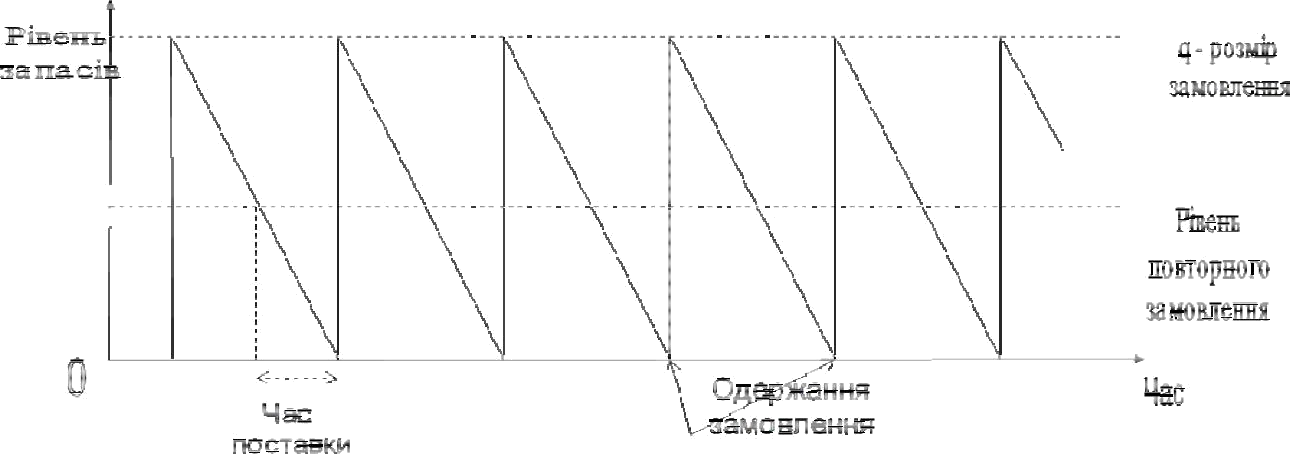 Рівень
запасів
q - розмір
замовлення
Рівень
повторного
замовлення
0
Час
поставки
Одержання
замовлення
Час